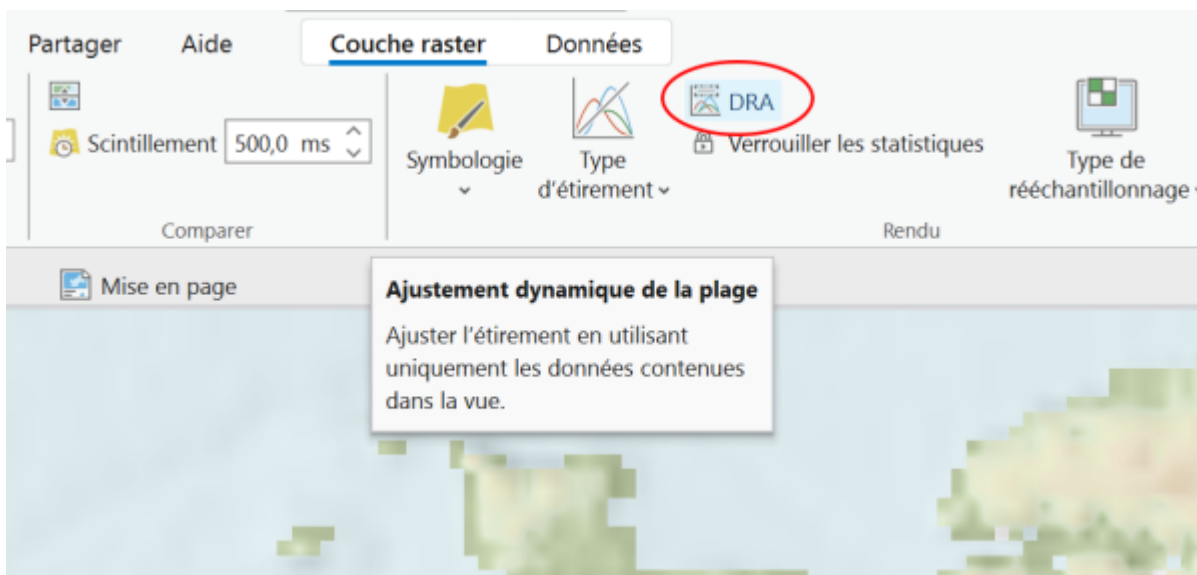 Partager Aide Couche raster Données
Scintillement 500,0 ms
Symbologie
Type
d'étirement
DRA
Verrouiller les statistiques
Type de
rééchantillonnage
Comparer
Rendu
Mise en page
Ajustement dynamique de la plage
Ajuster l'étirement en utilisant
uniquement les données contenues
dans la vue.